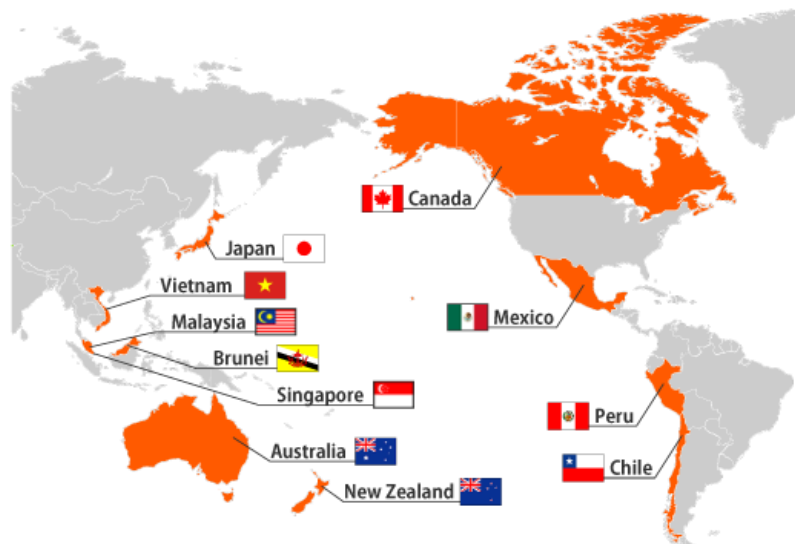 Canada
Japan
Vietnam
Malaysia
Mexico
Brunei
Singapore
Peru
Australia
Chile
New Zealand